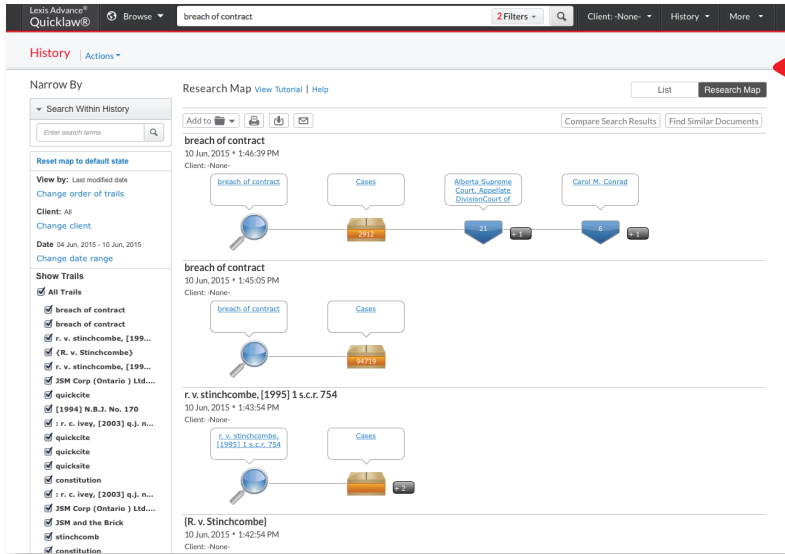 Lexis Advance®
Quicklaw®
Browse
breach of contract
2 Filters
Client: -None-
History
More
History
Actions
Narrow By
Search Within History
Enter search terms
Reset map to default state
View by: Last modified date
Change order of trails
Client: All
Change client
Date 04 Jun, 2015 - 10 Jun, 2015
Change date range
Show Trails
All Trails
breach of contract
breach of contract
r. v. stinchcombe, [199...
{R. v. Stinchcombe}
r. v. stinchcombe, [199...
JSM Corp (Ontario ) Ltd....
quickcite
[1994] N.B.J. No. 170
: r. c. ivey, [2003] q.j. n...
quickcite
quickcite
quicksite
constitution
: r. c. ivey, [2003] q.j. n...
JSM Corp (Ontario ) Ltd....
JSM and the Brick
stinchcomb
constitution
Research Map View Tutorial | Help
List
Research Map
Add to
Compare Search Results
Find Similar Documents
breach of contract
10 Jun, 2015 • 1:46:39 PM
Client: -None-
breach of contract
Cases
2912
Alberta Supreme
Court, Appellate
DivisionCourt of
21
+ 1
Carol M. Conrad
6
+ 1
breach of contract
10 Jun, 2015 • 1:45:05 PM
Client: -None-
breach of contract
Cases
94719
r. v. stinchcombe, [1995] 1 s.c.r. 754
10 Jun, 2015 • 1:43:54 PM
Client: -None-
r. v. stinchcombe,
[1995] 1 s.c.r. 754
Cases
+ 2
{R. v. Stinchcombe}
10 Jun, 2015 • 1:42:54 PM
Client: -None-